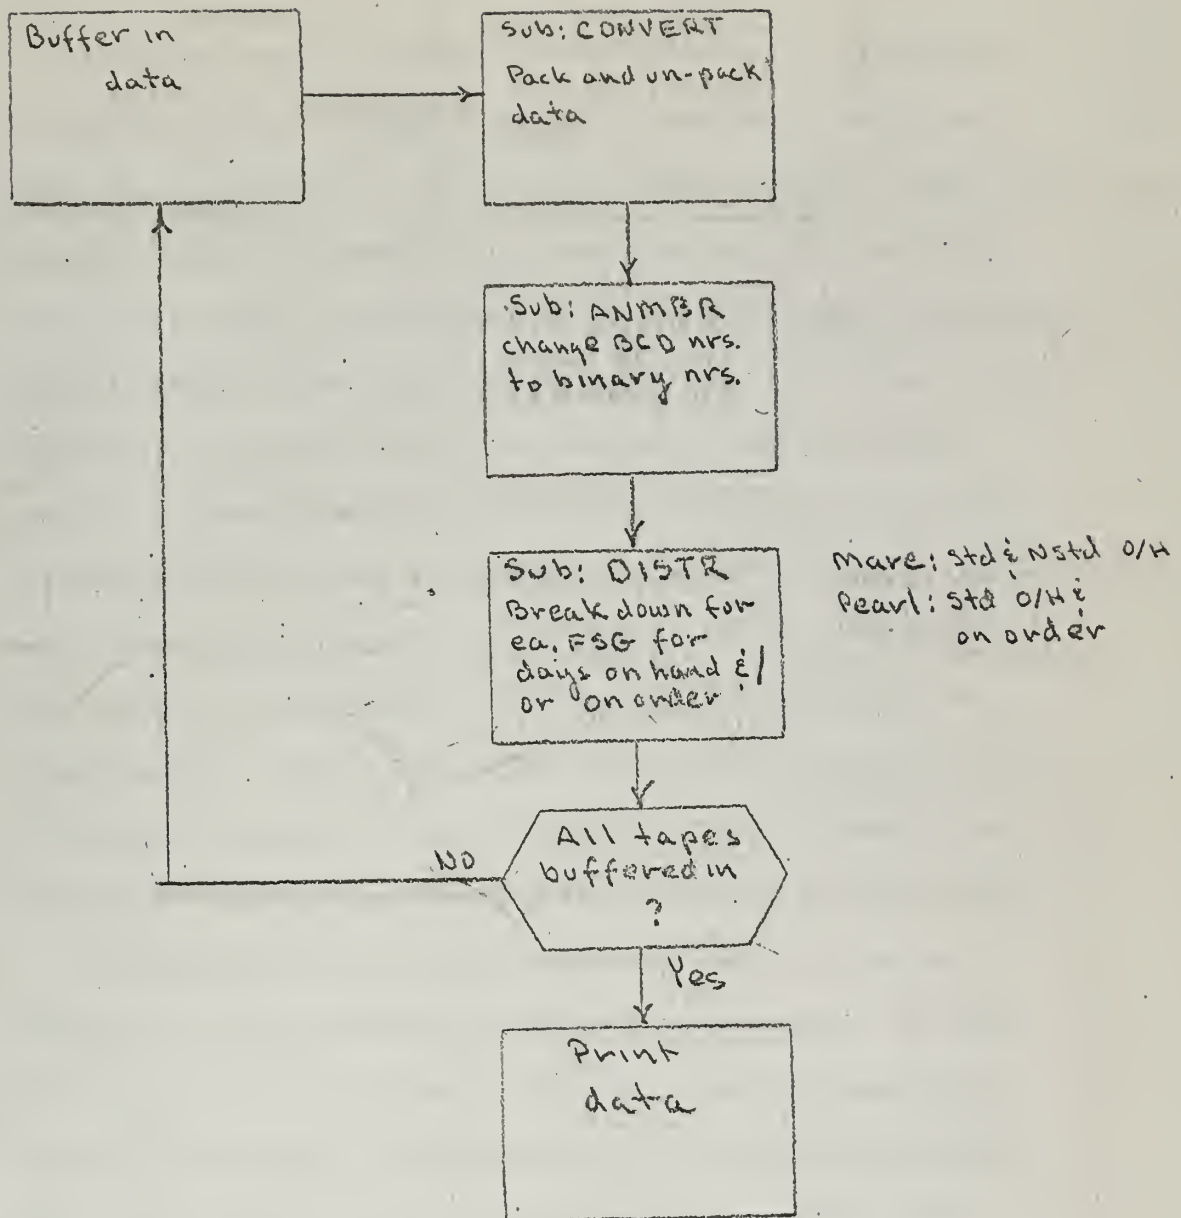 Buffer in
data
Sub: CONVERT
Pack and un-pack
data
Sub: ANMBR
change BCD nrs.
to binary nrs.
Sub: DISTR
Break down for
ea. FSG for
days on hand &/
or on order
Mare: Std & Nstd O/H
Pearl: Std O/H &
on order
All tapes
buffered in
?
NO
Yes
Print
data